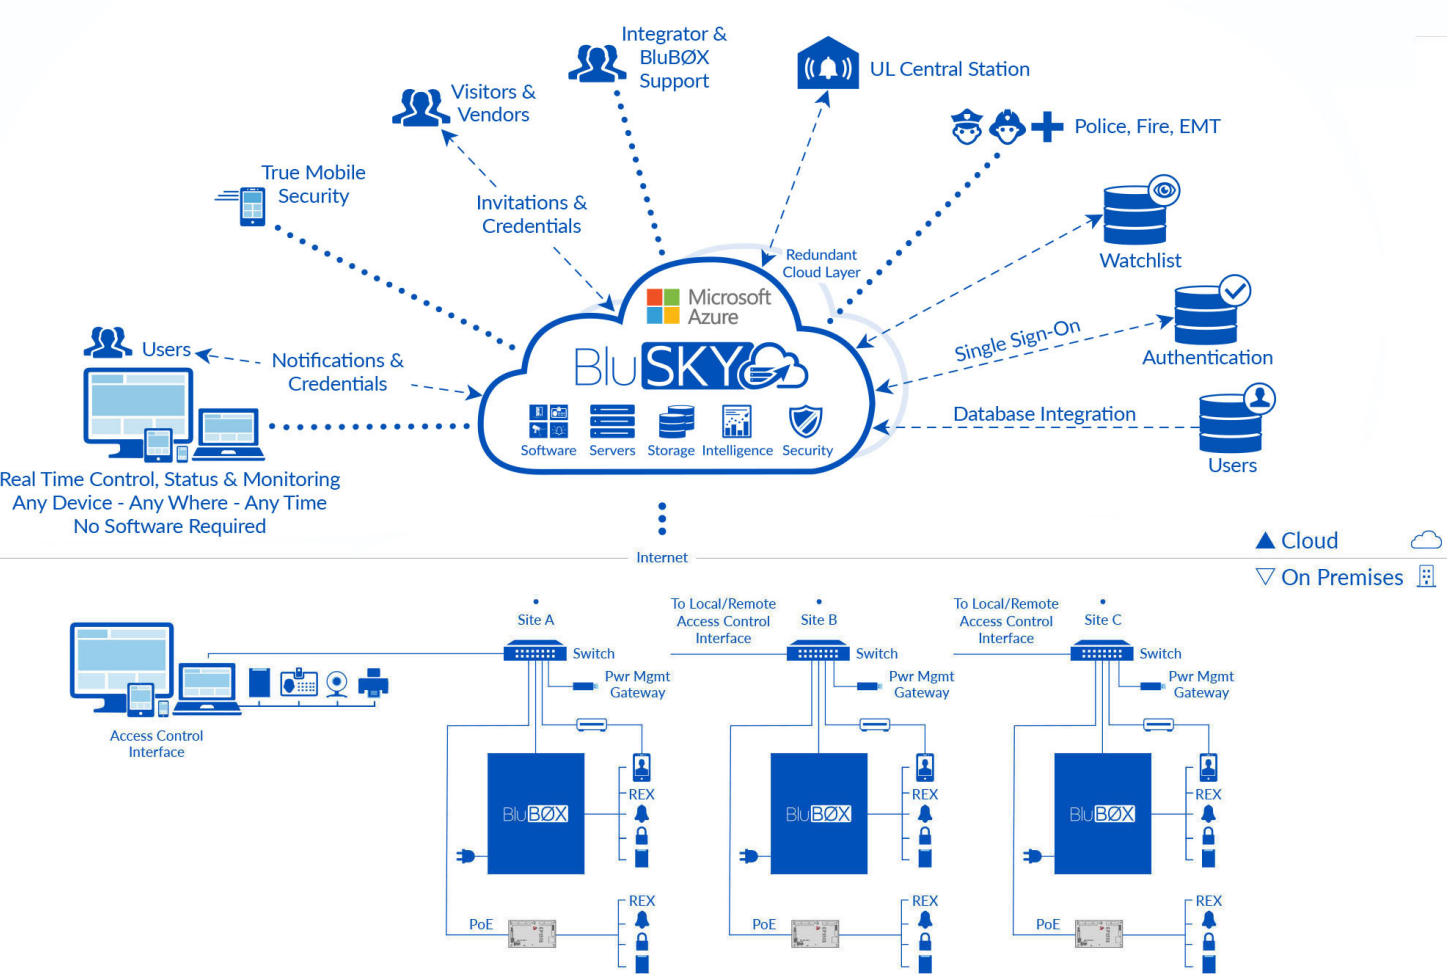 Integrator &
BluBØX
Support
UL Central Station
Visitors &
Vendors
Police, Fire, EMT
True Mobile
Security
Invitations &
Credentials
Redundant
Cloud Layer
Watchlist
Microsoft
Azure
Users
Notifications &
Credentials
BluSKY
Single Sign-On
Authentication
Database Integration
Users
Software
Servers
Storage
Intelligence
Security
Real Time Control, Status & Monitoring
Any Device - Any Where - Any Time
No Software Required
Internet
Cloud
On Premises
Access Control
Interface
Site A
Switch
Pwr Mgmt
Gateway
BluBØX
REX
PoE
REX
To Local/Remote
Access Control
Interface
Site B
Switch
Pwr Mgmt
Gateway
BluBØX
REX
PoE
REX
To Local/Remote
Access Control
Interface
Site C
Switch
Pwr Mgmt
Gateway
BluBØX
REX
PoE
REX